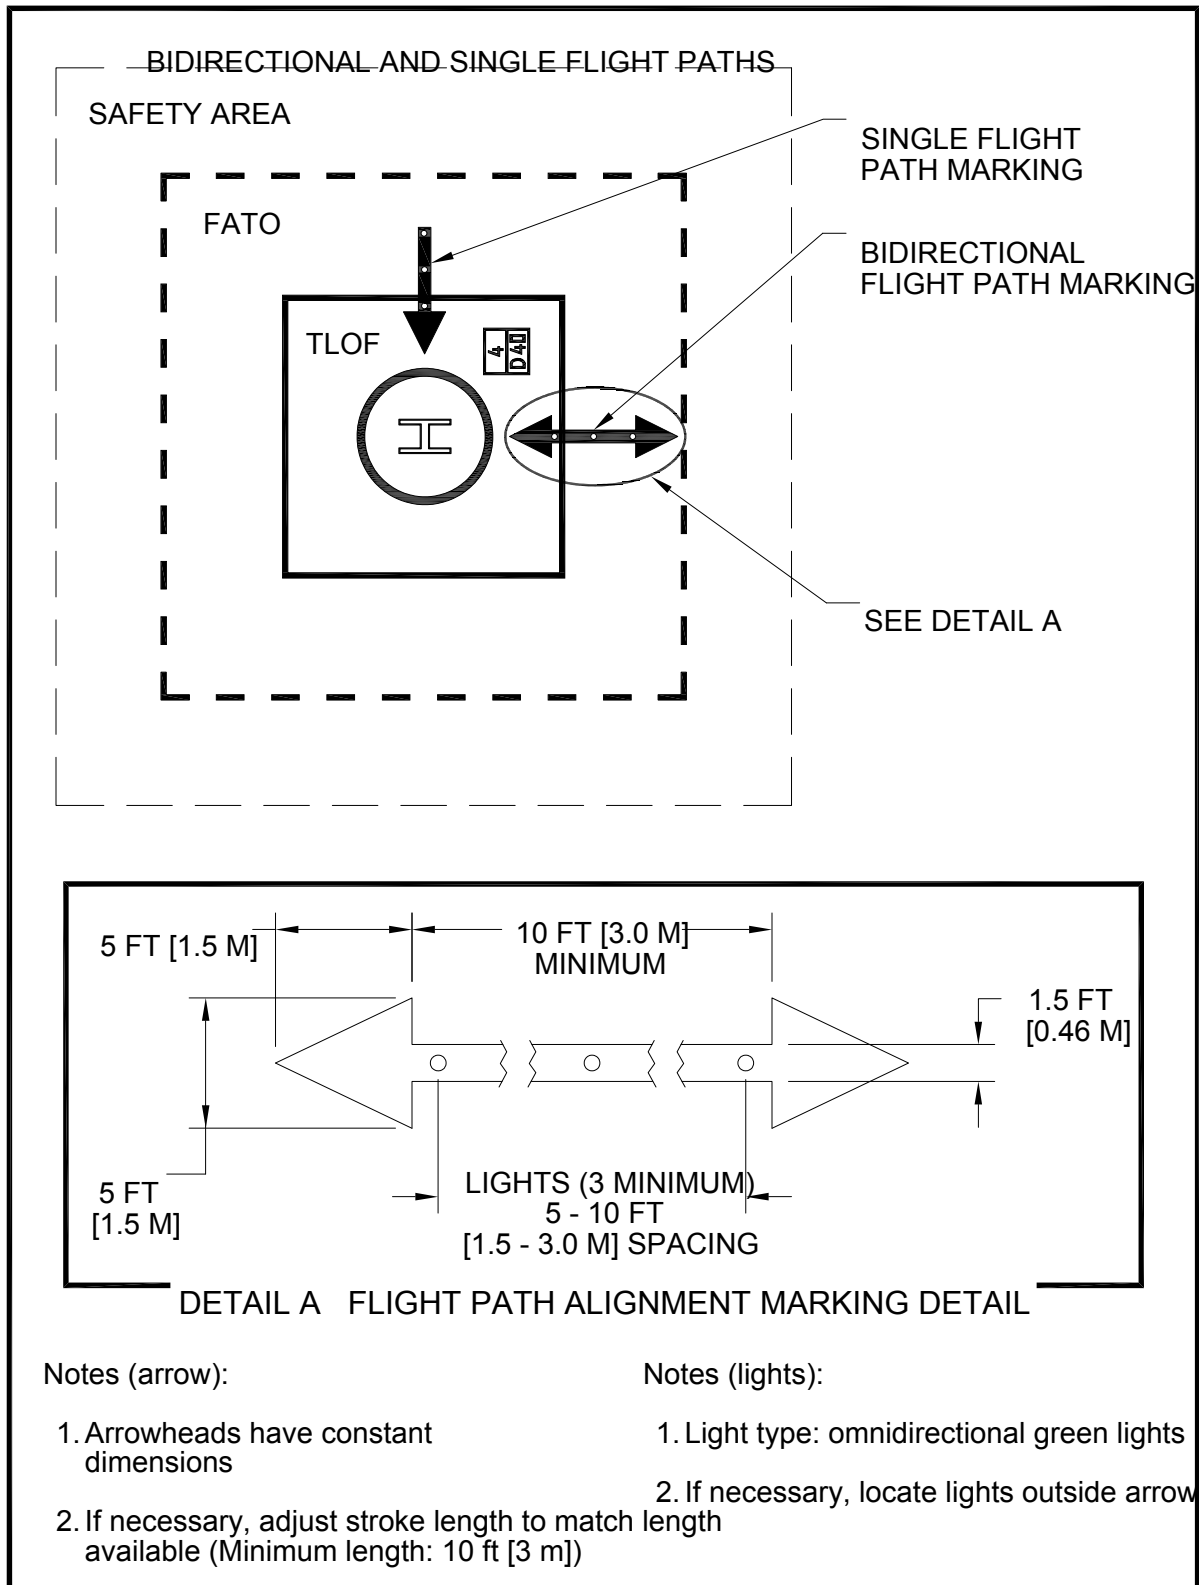 BIDIRECTIONAL AND SINGLE FLIGHT PATHS
SAFETY AREA
SINGLE FLIGHT
PATH MARKING
FATO
BIDIRECTIONAL
FLIGHT PATH MARKING
TLOF
4
D40
H
SEE DETAIL A
5 FT [1.5 M]
10 FT [3.0 M]
MINIMUM
1.5 FT
[0.46 M]
5 FT
[1.5 M]
LIGHTS (3 MINIMUM)
5 - 10 FT
[1.5 - 3.0 M] SPACING
DETAIL A FLIGHT PATH ALIGNMENT MARKING DETAIL
Notes (arrow):
1. Arrowheads have constant
dimensions
2. If necessary, adjust stroke length to match length
available (Minimum length: 10 ft [3 m])
Notes (lights):
1. Light type: omnidirectional green lights
2. If necessary, locate lights outside arrow